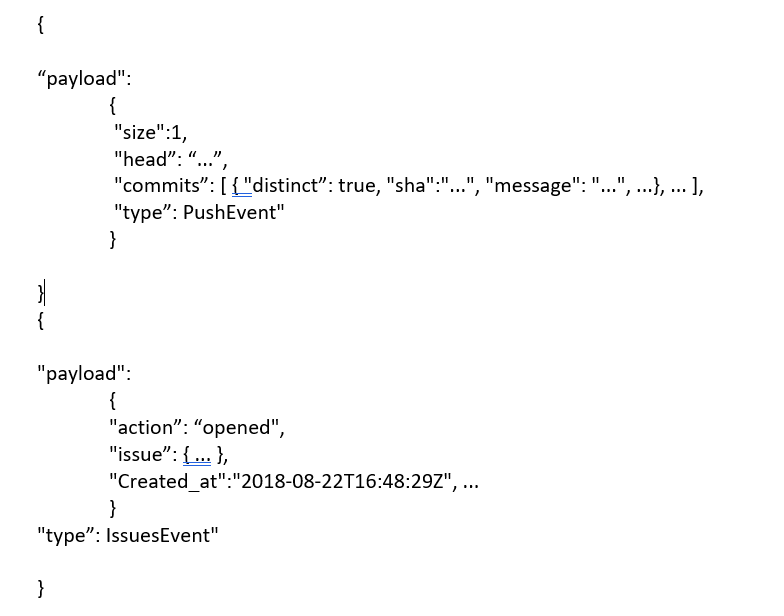 {
“payload":
{
"size":1,
"head”: “...”,
"commits”: [ { "distinct”: true, "sha":"...", "message": "...", ...}, ... ],
"type”: PushEvent"
}
}
{
"payload":
{
"action”: “opened",
"issue”: { ... },
"Created_at":"2018-08-22T16:48:29Z", ...
}
"type”: IssuesEvent"
}